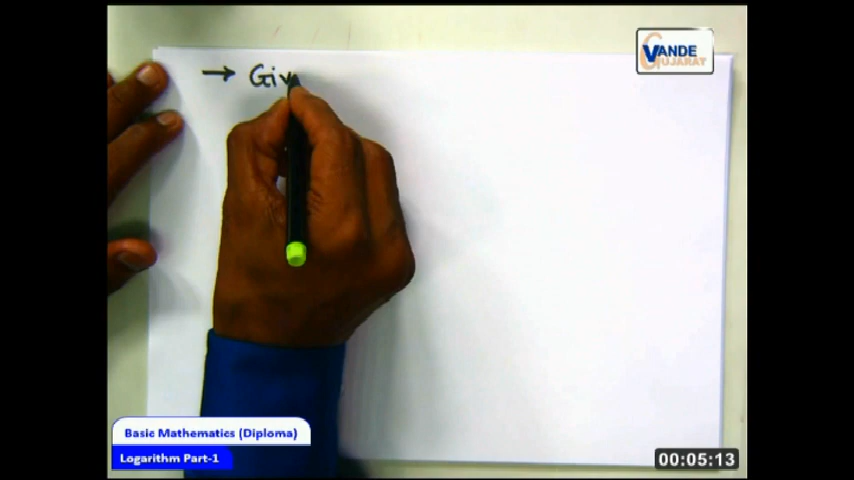 → Giv
VANDE
GUJARAT
Basic Mathematics (Diploma)
Logarithm Part-1
00:05:13